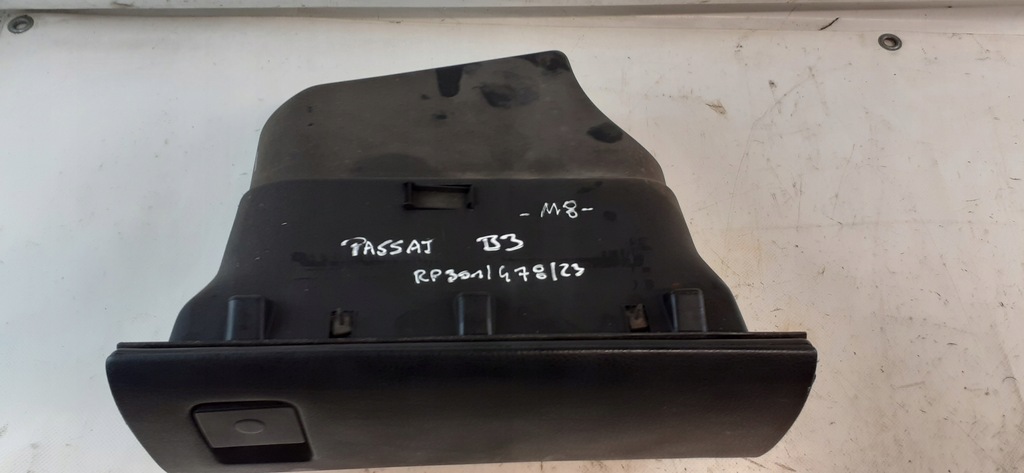 - M8 -
PASSAT B3
RP301/478/23